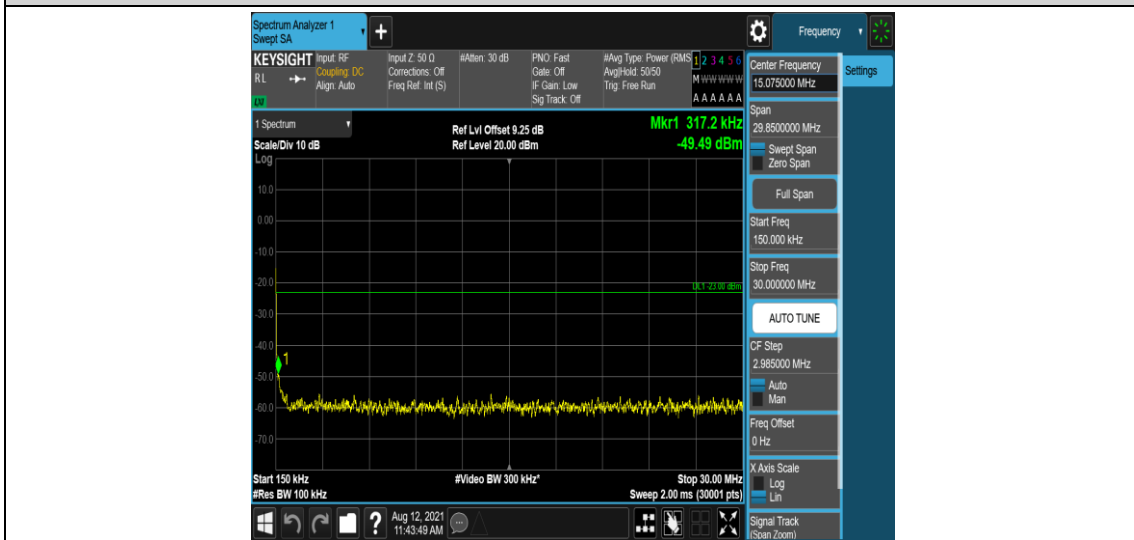 Spectrum Analyzer 1
Swept SA
+
Frequency
KEYSIGHT
RL
LXI
Input: RF
Coupling: DC
Align: Auto
Input Z: 50 Ω
Corrections: Off
Freq Ref: Int (S)
#Atten: 30 dB
PNO: Fast
Gate: Off
IF Gain: Low
Sig Track: Off
#Avg Type: Power (RMS
Avg|Hold: 50/50
Trig: Free Run
1 2 3 4 5 6
M W W W W W
A A A A A A
1 Spectrum
Scale/Div 10 dB
Ref Lvl Offset 9.25 dB
Ref Level 20.00 dBm
Mkr1 317.2 kHz
-49.49 dBm
Log
10.0
0.00
-10.0
-20.0
DL1 -23.00 dBm
-30.0
-40.0
1
-50.0
-60.0
-70.0
Start 150 kHz
#Video BW 300 kHz*
Stop 30.00 MHz
#Res BW 100 kHz
Sweep 2.00 ms (30001 pts)
?
Aug 12, 2021
11:43:49 AM
Center Frequency
15.075000 MHz
Settings
Span
29.8500000 MHz
Swept Span
Zero Span
Full Span
Start Freq
150.000 kHz
Stop Freq
30.000000 MHz
AUTO TUNE
CF Step
2.985000 MHz
Auto
Man
Freq Offset
0 Hz
X Axis Scale
Log
Lin
Signal Track
(Span Zoom)